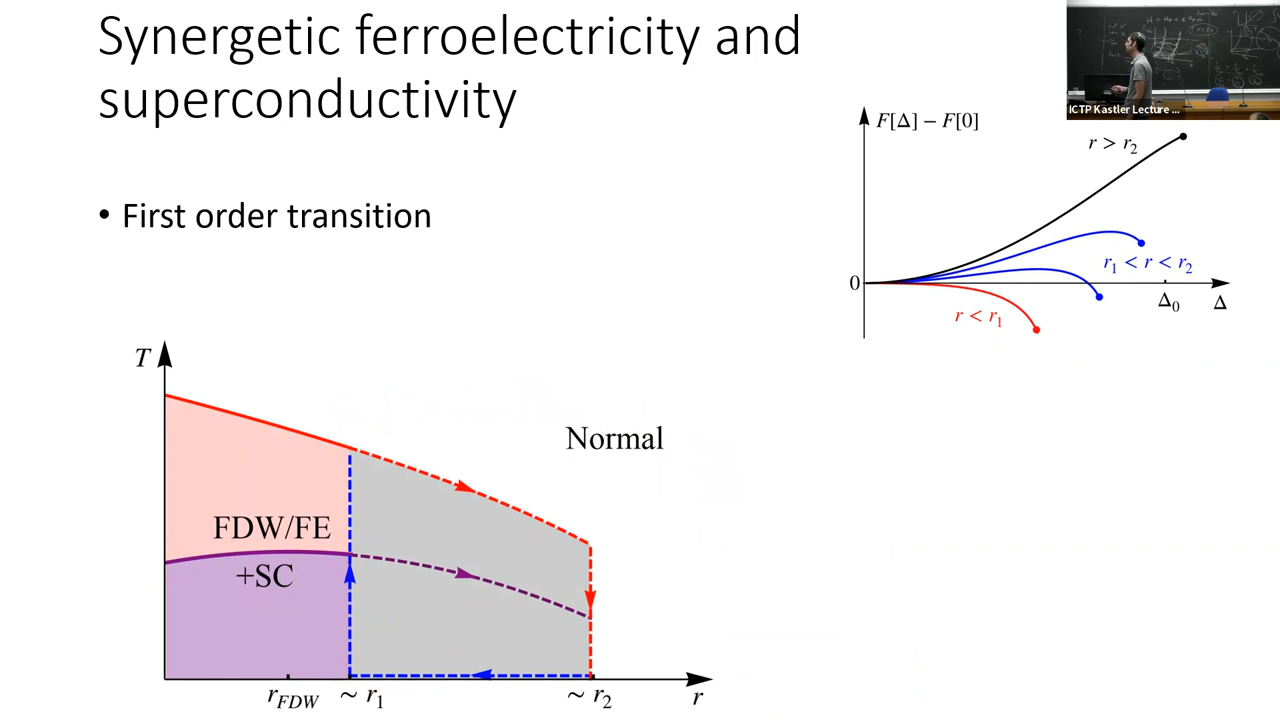 Synergetic ferroelectricity and
superconductivity
ICTP Kastler Lecture ...
• First order transition
F[Δ] − F[0]
r > r₂
r₁ < r < r₂
0
Δ₀
Δ
r < r₁
T
Normal
FDW/FE
+SC
r_FDW
~ r₁
~ r₂
r